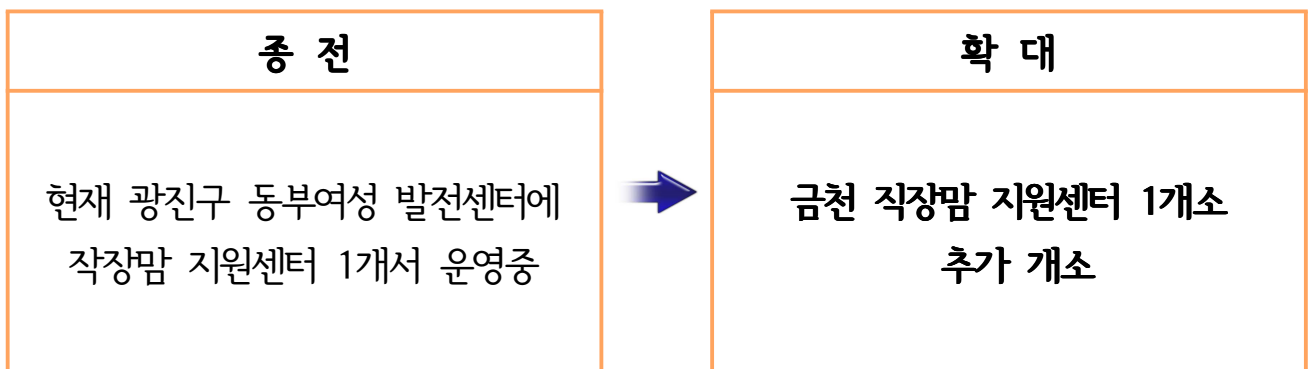 종 전
현재 광진구 동부여성 발전센터에
작장맘 지원센터 1개서 운영중
확 대
금천 직장맘 지원센터 1개소
추가 개소